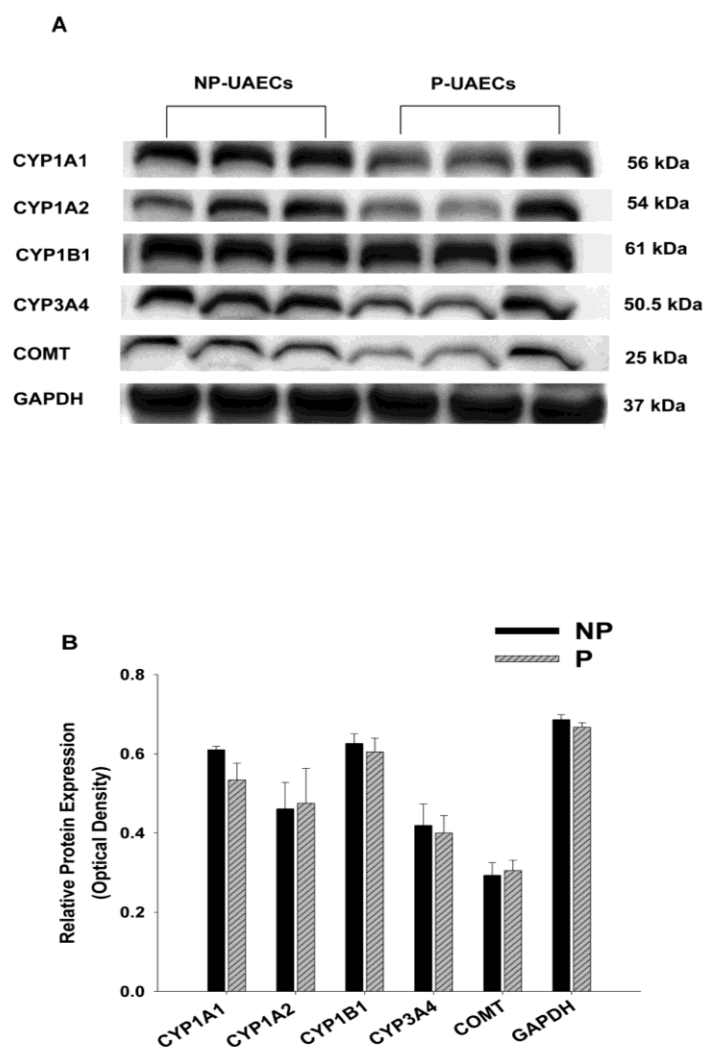 A
NP-UAECs P-UAECs
CYP1A1 56 kDa
CYP1A2 54 kDa
CYP1B1 61 kDa
CYP3A4 50.5 kDa
COMT 25 kDa
GAPDH 37 kDa
B
NP
P
Relative Protein Expression
(Optical Density)
0.8
0.6
0.4
0.2
0.0
CYP1A1 CYP1A2 CYP1B1 CYP3A4 COMT GAPDH